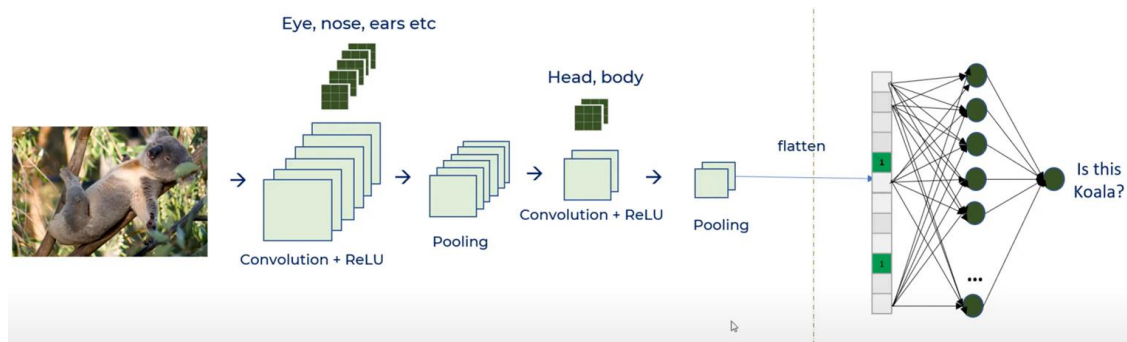 Eye, nose, ears etc
Head, body
flatten
1
1
Is this
Koala?
Convolution + ReLU
Pooling
Convolution + ReLU
Pooling
...